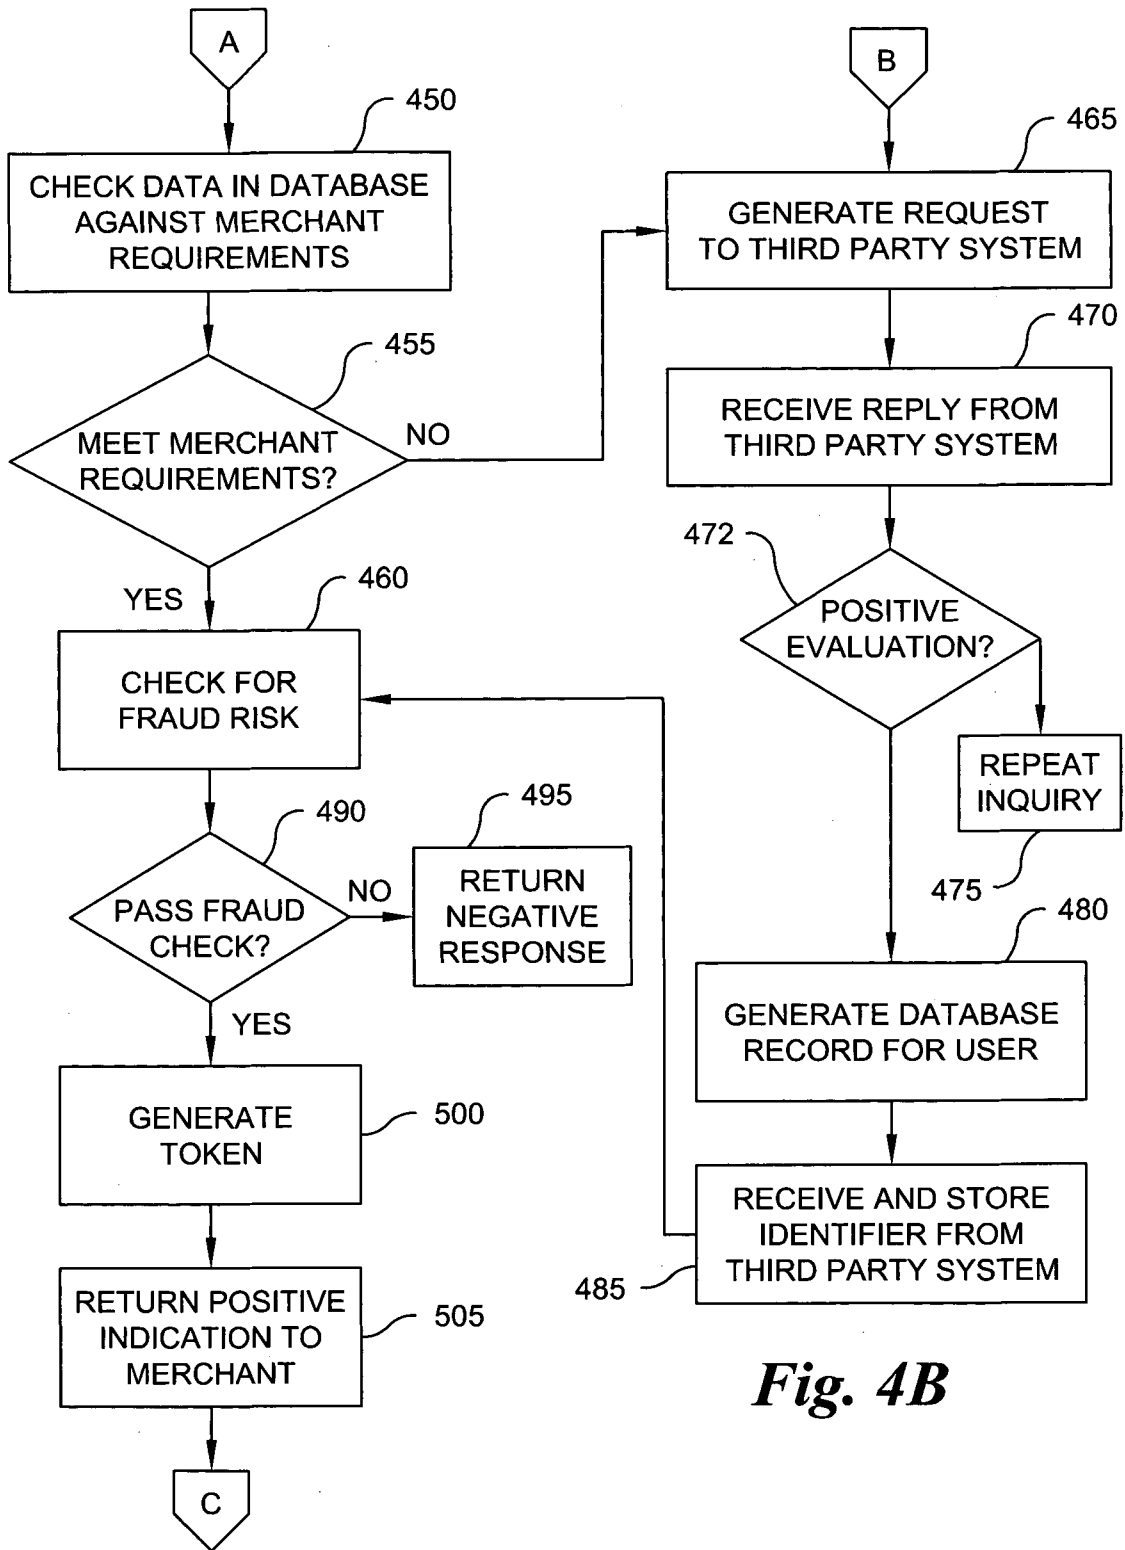 A
450
CHECK DATA IN DATABASE
AGAINST MERCHANT
REQUIREMENTS
455
MEET MERCHANT
REQUIREMENTS?
NO
YES
460
CHECK FOR
FRAUD RISK
490
PASS FRAUD
CHECK?
NO
495
RETURN
NEGATIVE
RESPONSE
YES
GENERATE
TOKEN
500
RETURN POSITIVE
INDICATION TO
MERCHANT
505
C
B
465
GENERATE REQUEST
TO THIRD PARTY SYSTEM
470
RECEIVE REPLY FROM
THIRD PARTY SYSTEM
472
POSITIVE
EVALUATION?
REPEAT
INQUIRY
475
480
GENERATE DATABASE
RECORD FOR USER
RECEIVE AND STORE
IDENTIFIER FROM
THIRD PARTY SYSTEM
485
Fig. 4B